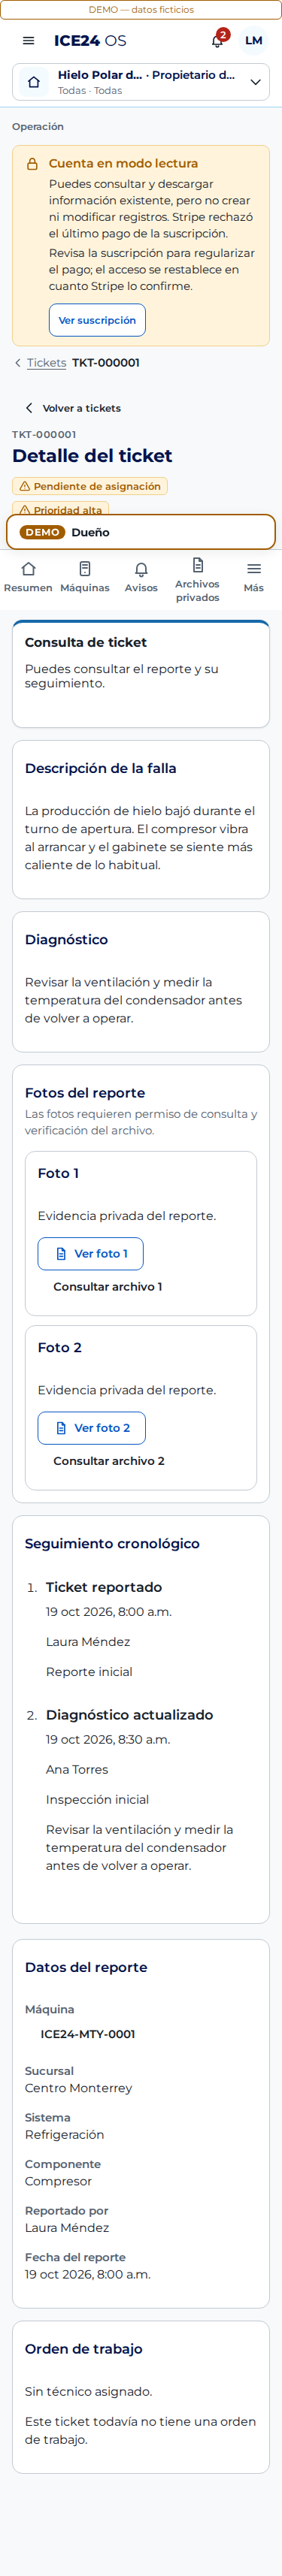 DEMO — datos ficticios
ICE24 OS
2
LM
Hielo Polar d... · Propietario d...
Todas · Todas
Operación
Cuenta en modo lectura
Puedes consultar y descargar
información existente, pero no crear
ni modificar registros. Stripe rechazó
el último pago de la suscripción.
Revisa la suscripción para regularizar
el pago; el acceso se restablece en
cuanto Stripe lo confirme.
Ver suscripción
Tickets TKT-000001
Volver a tickets
TKT-000001
Detalle del ticket
Pendiente de asignación
Prioridad alta
DEMO Dueño
Resumen
Máquinas
Avisos
Archivos
privados
Más
Consulta de ticket
Puedes consultar el reporte y su
seguimiento.
Descripción de la falla
La producción de hielo bajó durante el
turno de apertura. El compresor vibra
al arrancar y el gabinete se siente más
caliente de lo habitual.
Diagnóstico
Revisar la ventilación y medir la
temperatura del condensador antes
de volver a operar.
Fotos del reporte
Las fotos requieren permiso de consulta y
verificación del archivo.
Foto 1
Evidencia privada del reporte.
Ver foto 1
Consultar archivo 1
Foto 2
Evidencia privada del reporte.
Ver foto 2
Consultar archivo 2
Seguimiento cronológico
1. Ticket reportado
19 oct 2026, 8:00 a.m.
Laura Méndez
Reporte inicial
2. Diagnóstico actualizado
19 oct 2026, 8:30 a.m.
Ana Torres
Inspección inicial
Revisar la ventilación y medir la
temperatura del condensador
antes de volver a operar.
Datos del reporte
Máquina
ICE24-MTY-0001
Sucursal
Centro Monterrey
Sistema
Refrigeración
Componente
Compresor
Reportado por
Laura Méndez
Fecha del reporte
19 oct 2026, 8:00 a.m.
Orden de trabajo
Sin técnico asignado.
Este ticket todavía no tiene una orden
de trabajo.